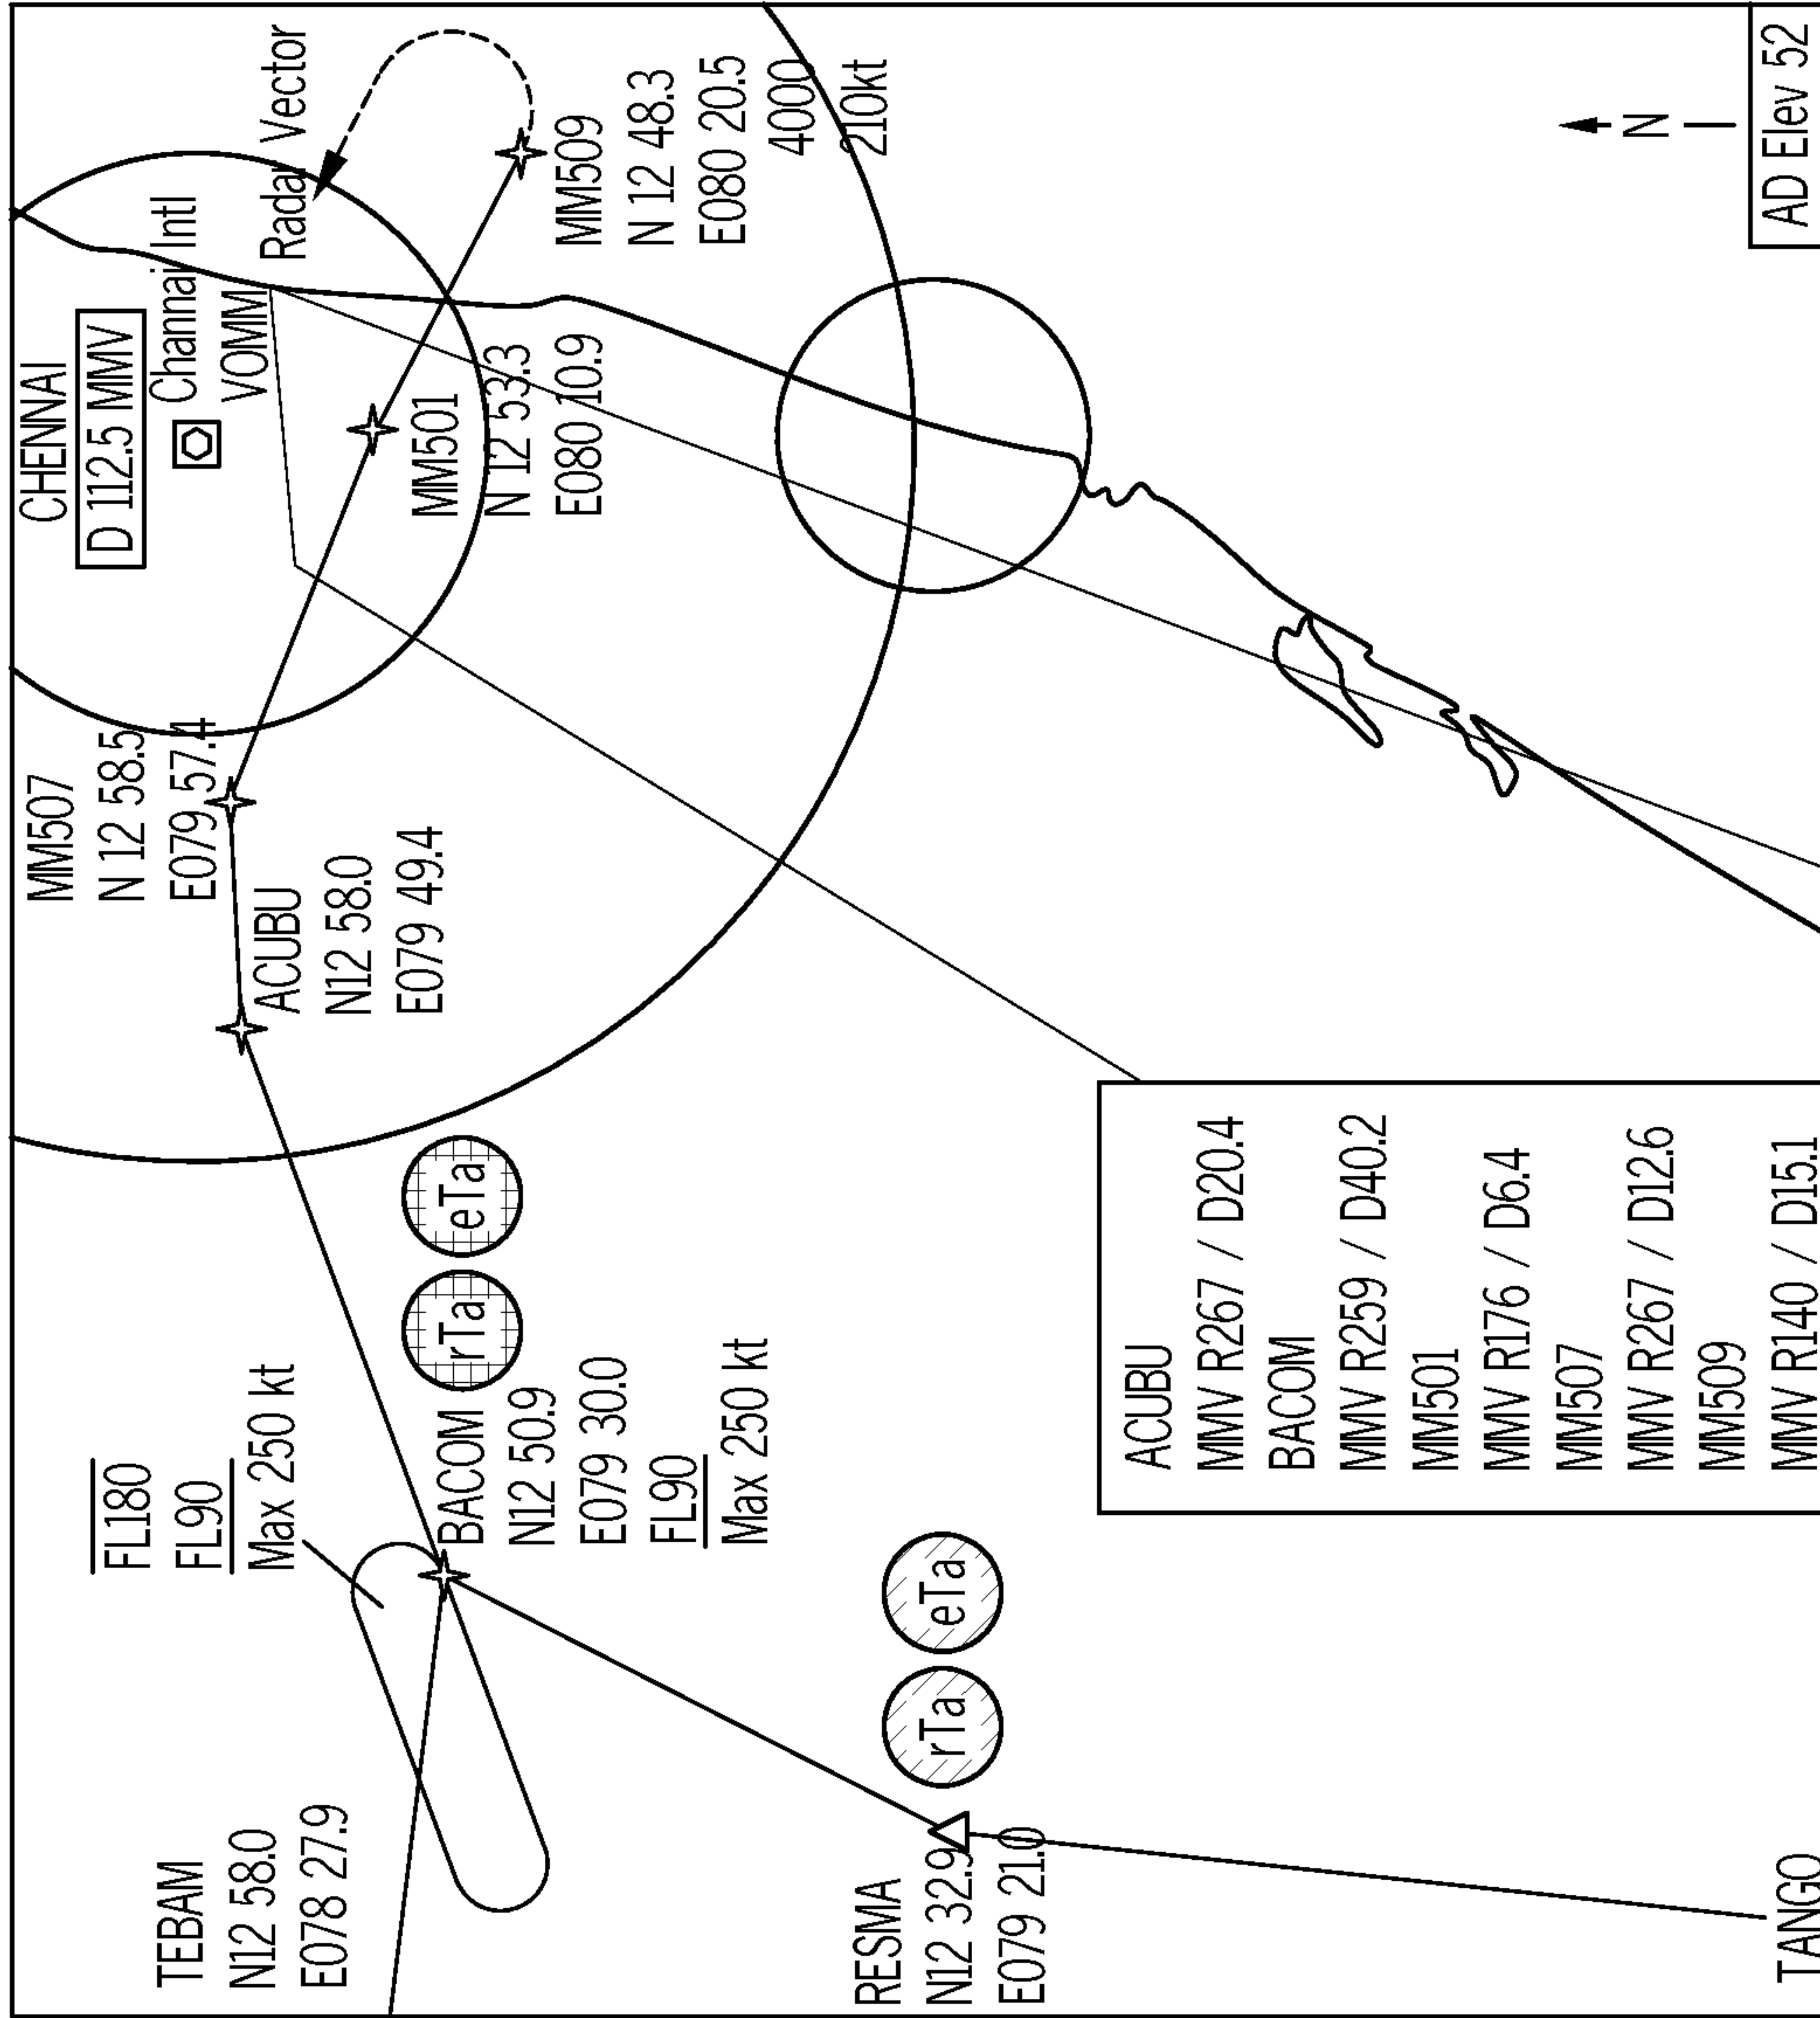 CHENNAI
D 112.5 MMV
Channai Intl
VOMM
Radar Vector
MM507
N 12 58.5
E079 57.4
ACUBU
N12 58.0
E079 49.4
MM501
N 12 53.3
E080 10.9
MM509
N 12 48.3
E080 20.5
4000
210kt
FL180
FL90
Max 250 kt
TEBAM
N12 58.0
E078 27.9
BACOM
N12 50.9
E079 30.0
FL90
Max 250 kt
rTa
eTa
RESMA
N12 32.9
E079 21.0
rTa
eTa
ACUBU
MMV R267 / D20.4
BACOM
MMV R259 / D40.2
MM501
MMV R176 / D6.4
MM507
MMV R267 / D12.6
MM509
MMV R140 / D15.1
TANGO
N
AD Elev 52